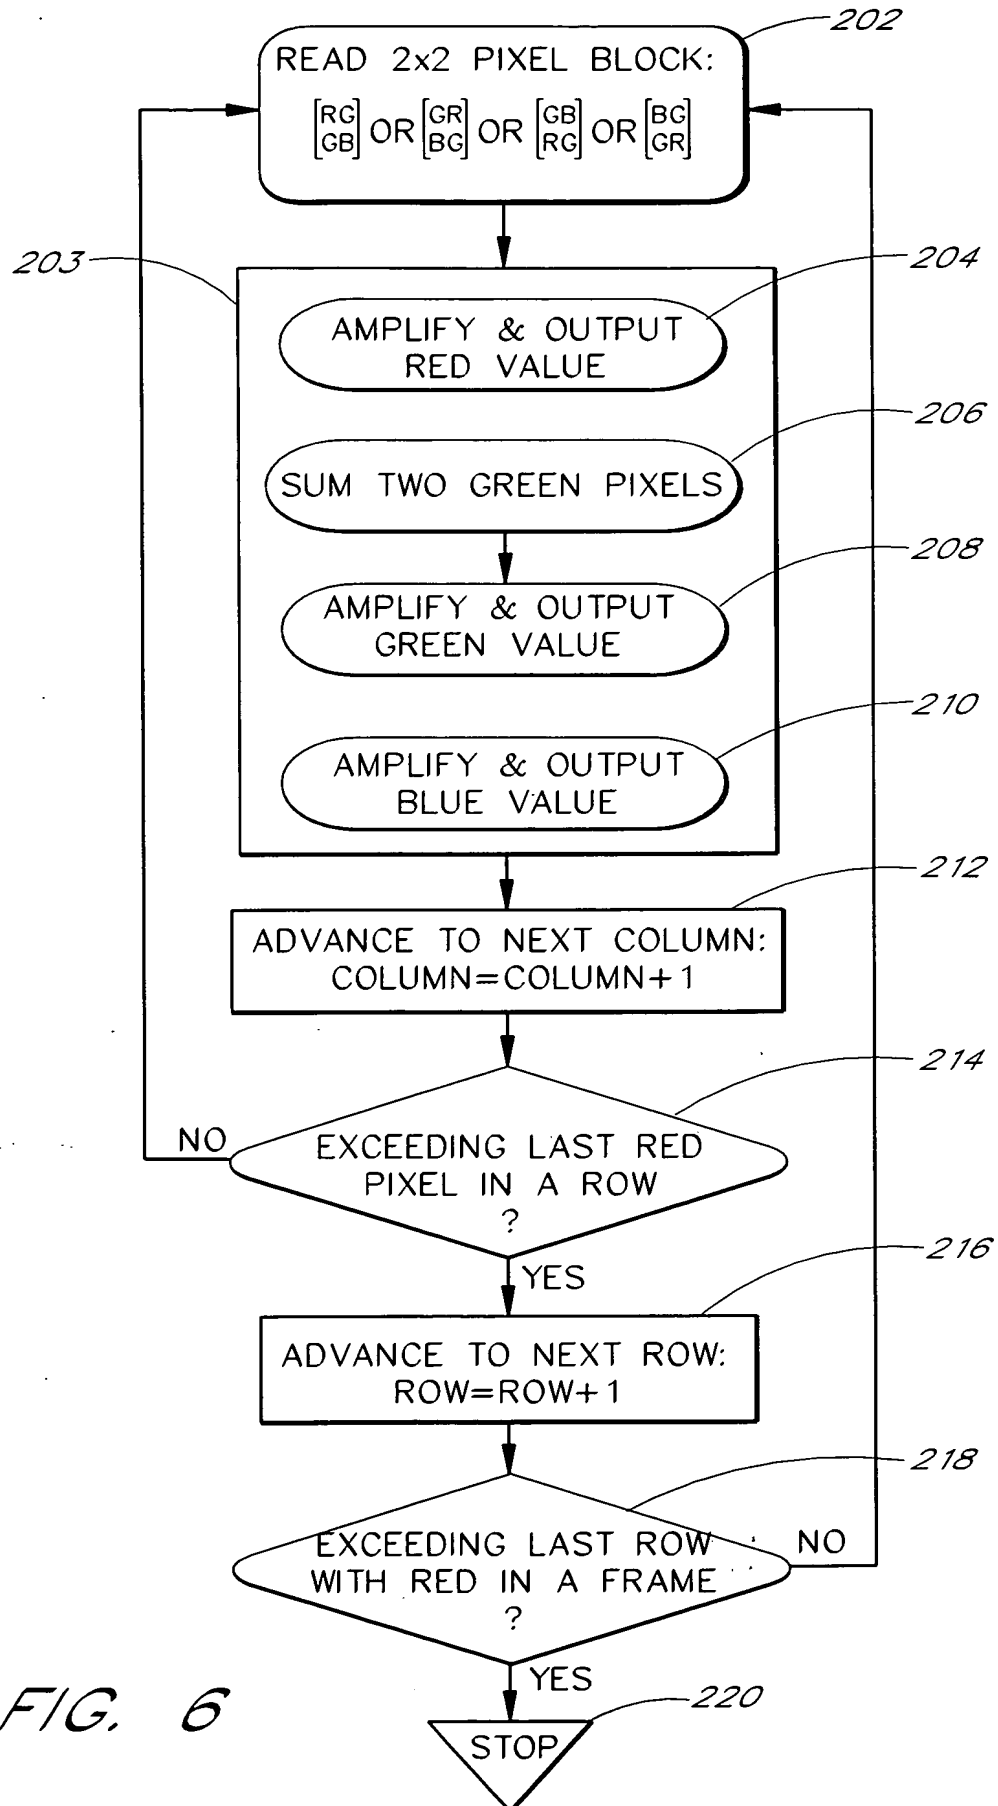 202
READ 2x2 PIXEL BLOCK:
[RG GB] OR [GR BG] OR [GB RG] OR [BG GR]
203
204
AMPLIFY & OUTPUT
RED VALUE
206
SUM TWO GREEN PIXELS
208
AMPLIFY & OUTPUT
GREEN VALUE
210
AMPLIFY & OUTPUT
BLUE VALUE
212
ADVANCE TO NEXT COLUMN:
COLUMN=COLUMN+1
214
NO
EXCEEDING LAST RED
PIXEL IN A ROW
?
216
YES
ADVANCE TO NEXT ROW:
ROW=ROW+1
218
EXCEEDING LAST ROW
NO
WITH RED IN A FRAME
?
YES
220
FIG. 6
STOP